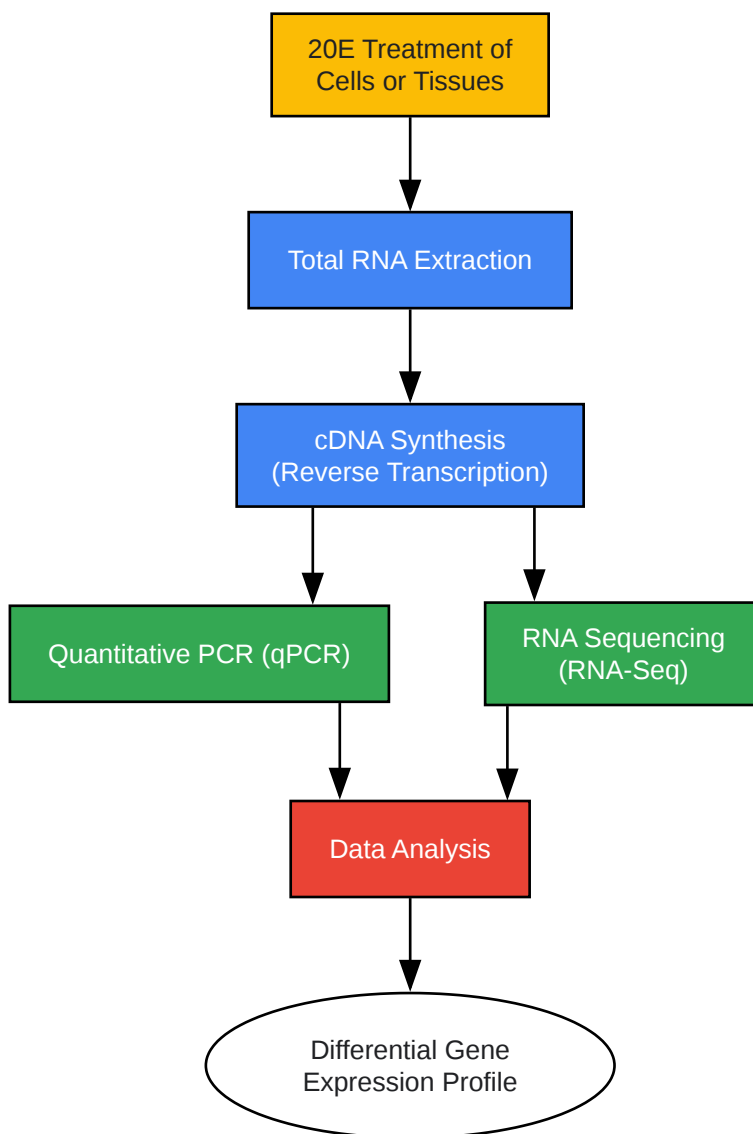 20E Treatment of
Cells or Tissues
Total RNA Extraction
cDNA Synthesis
(Reverse Transcription)
Quantitative PCR (qPCR)
RNA Sequencing
(RNA-Seq)
Data Analysis
Differential Gene
Expression Profile